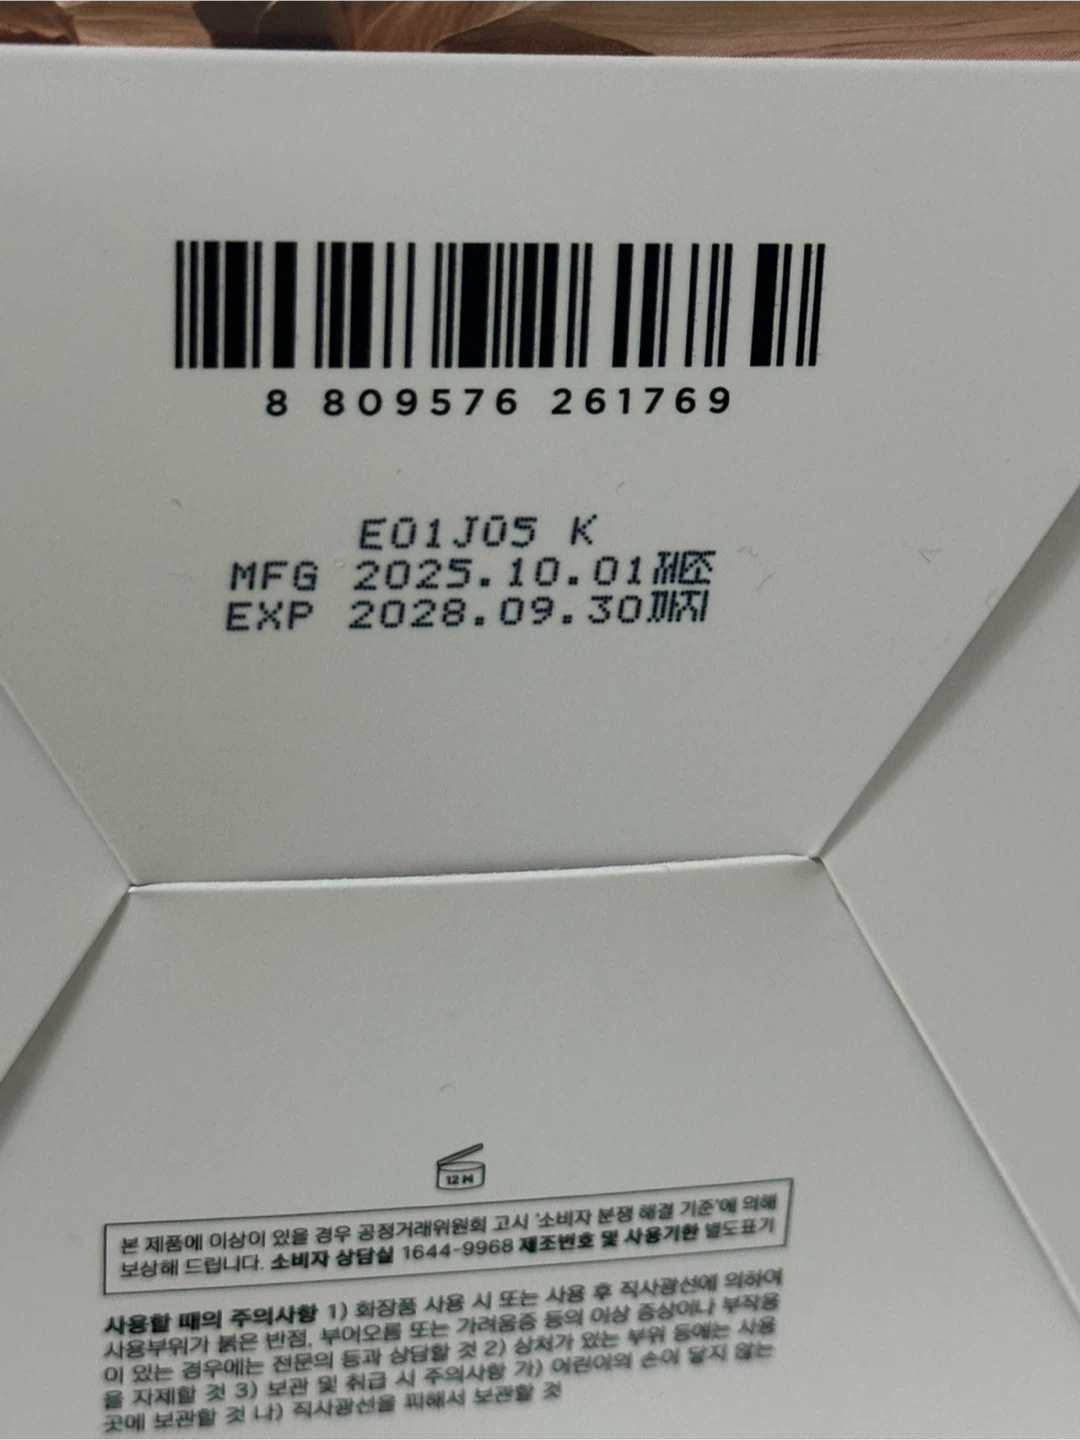 8 809576 261769
E01J05 K
MFG 2025.10.01제조
EXP 2028.09.30까지
12M
본 제품에 이상이 있을 경우 공정거래위원회 고시 '소비자 분쟁 해결 기준'에 의해
보상해 드립니다. 소비자 상담실 1644-9968 제조번호 및 사용기한 별도표기
사용할 때의 주의사항 1) 화장품 사용 시 또는 사용 후 직사광선에 의하여
사용부위가 붉은 반점, 부어오름 또는 가려움증 등의 이상 증상이나 부작용
이 있는 경우에는 전문의 등과 상담할 것 2) 상처가 있는 부위 등에는 사용
을 자제할 것 3) 보관 및 취급 시 주의사항 가) 어린이의 손이 닿지 않는
곳에 보관할 것 나) 직사광선을 피해서 보관할 것